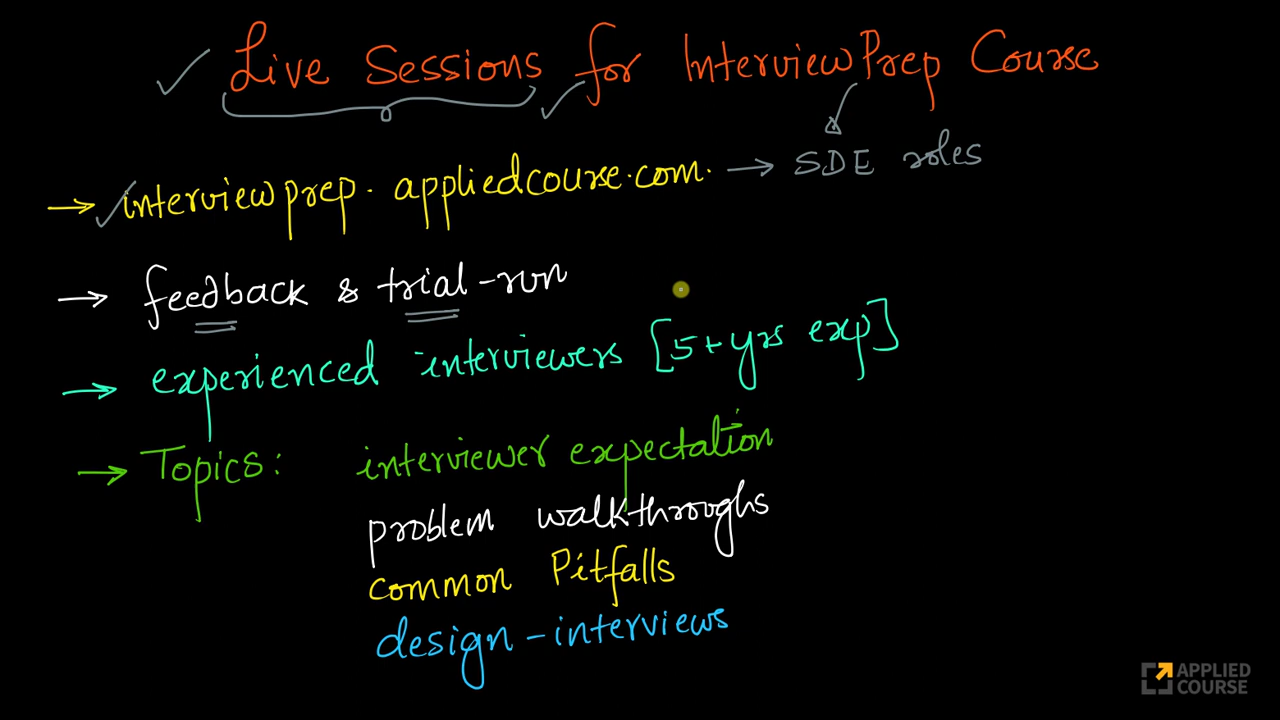 Live Sessions for InterviewPrep Course
→ interviewprep.appliedcourse.com. → SDE roles
→ feedback & trial-run
→ experienced interviewers [5+yrs exp]
→ Topics: interviewer expectation
problem walkthroughs
common Pitfalls
design-interviews
APPLIED
COURSE